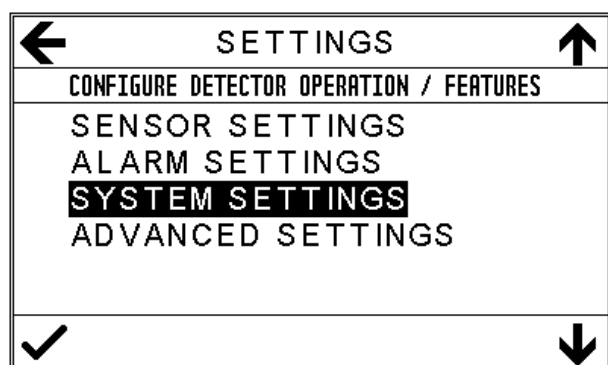 SETTINGS
CONFIGURE DETECTOR OPERATION / FEATURES
SENSOR SETTINGS
ALARM SETTINGS
SYSTEM SETTINGS
ADVANCED SETTINGS